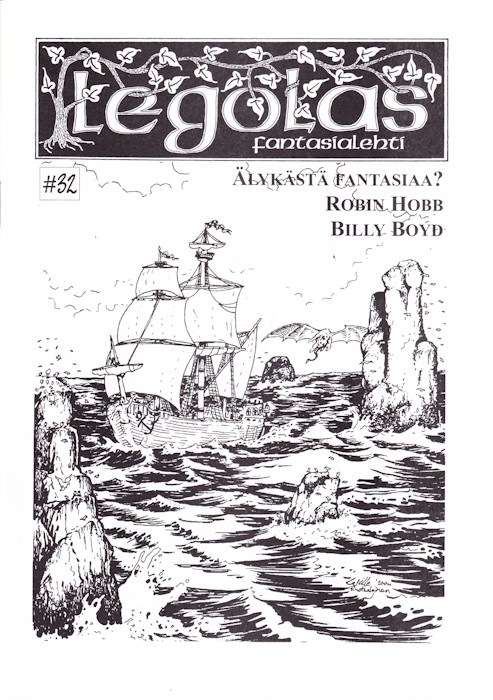 Legolas
fantasialehti
#32
ÄLYKÄSTÄ FANTASIAA?
ROBIN HOBB
BILLY BOYD